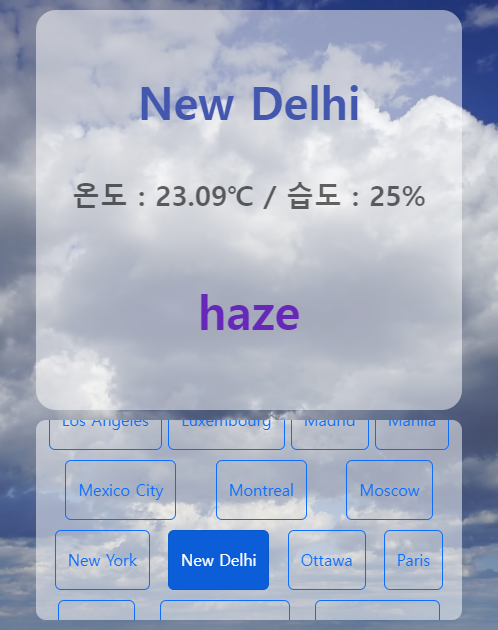 New Delhi
온도 : 23.09℃ / 습도 : 25%
haze
Los Angeles Luxembourg Madrid Manila
Mexico City Montreal Moscow
New York New Delhi Ottawa Paris